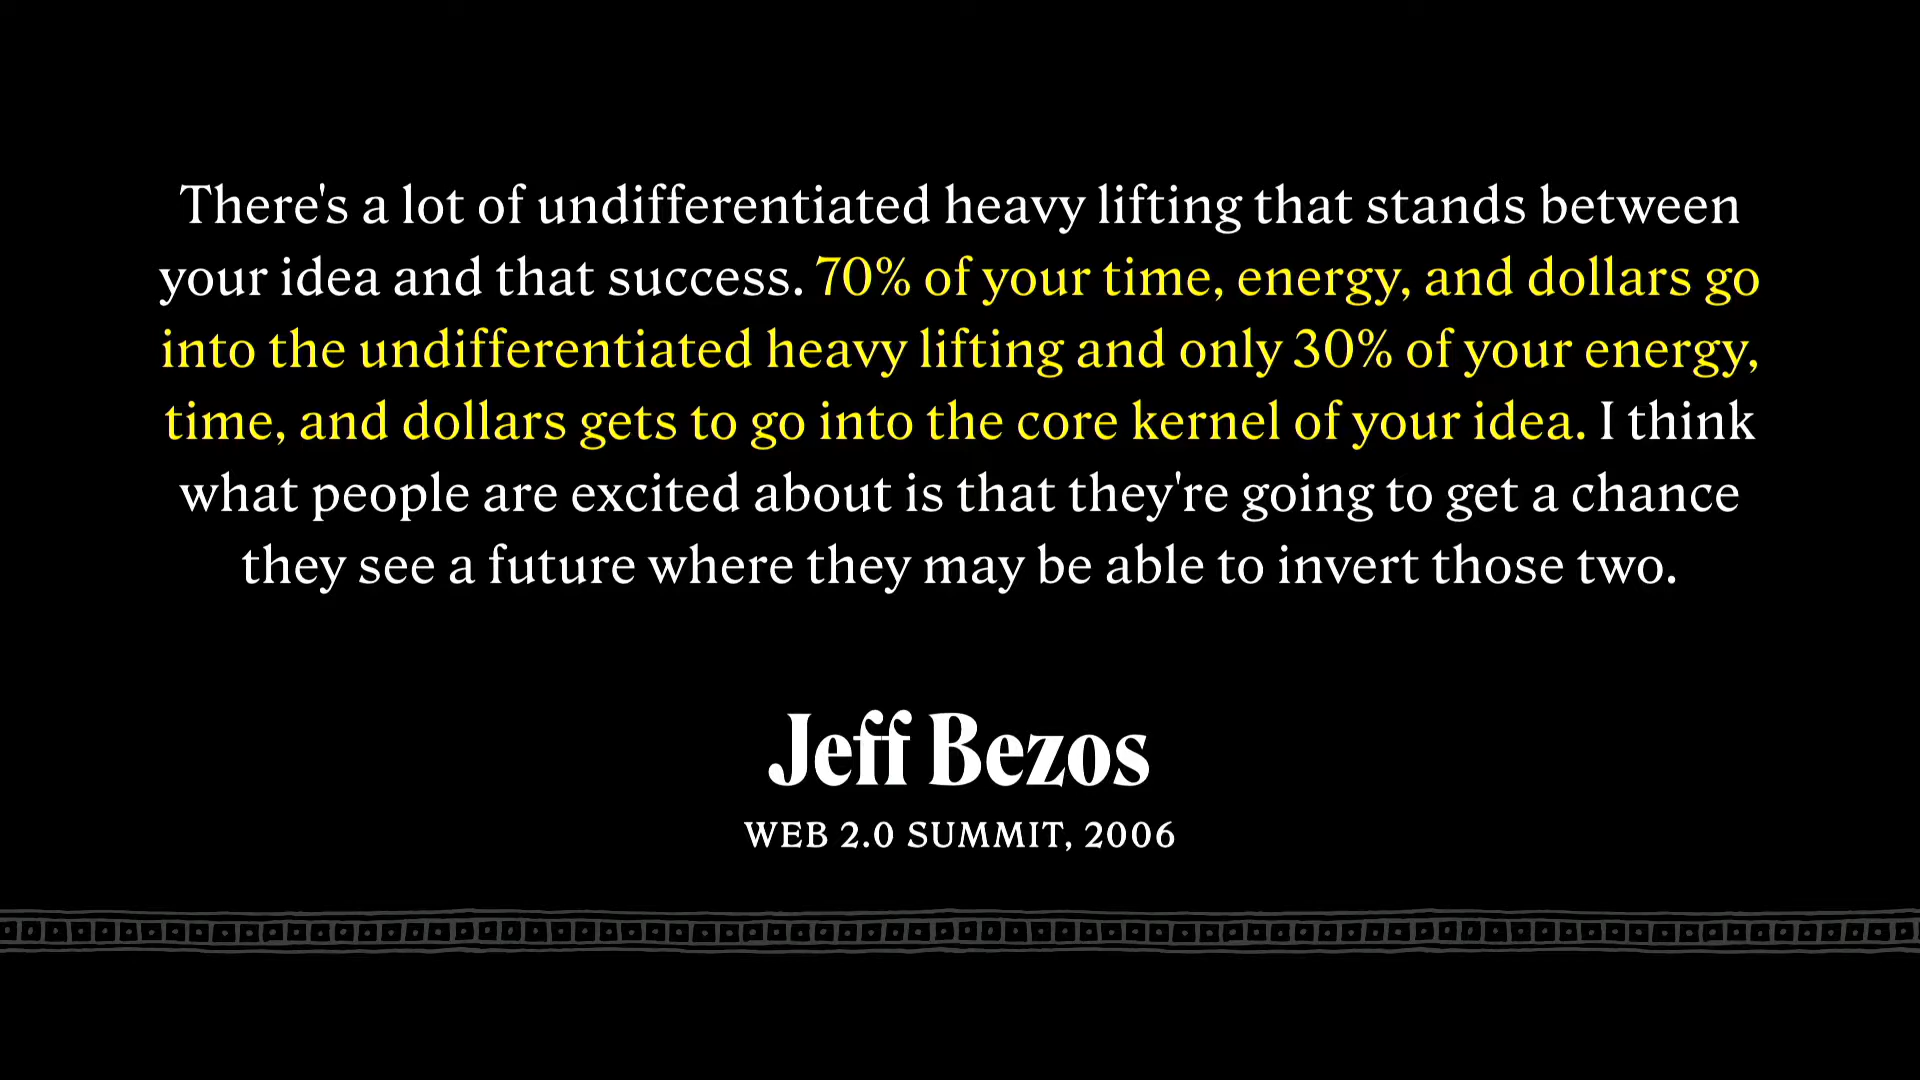 There's a lot of undifferentiated heavy lifting that stands between
your idea and that success. 70% of your time, energy, and dollars go
into the undifferentiated heavy lifting and only 30% of your energy,
time, and dollars gets to go into the core kernel of your idea. I think
what people are excited about is that they're going to get a chance
they see a future where they may be able to invert those two.
Jeff Bezos
WEB 2.0 SUMMIT, 2006